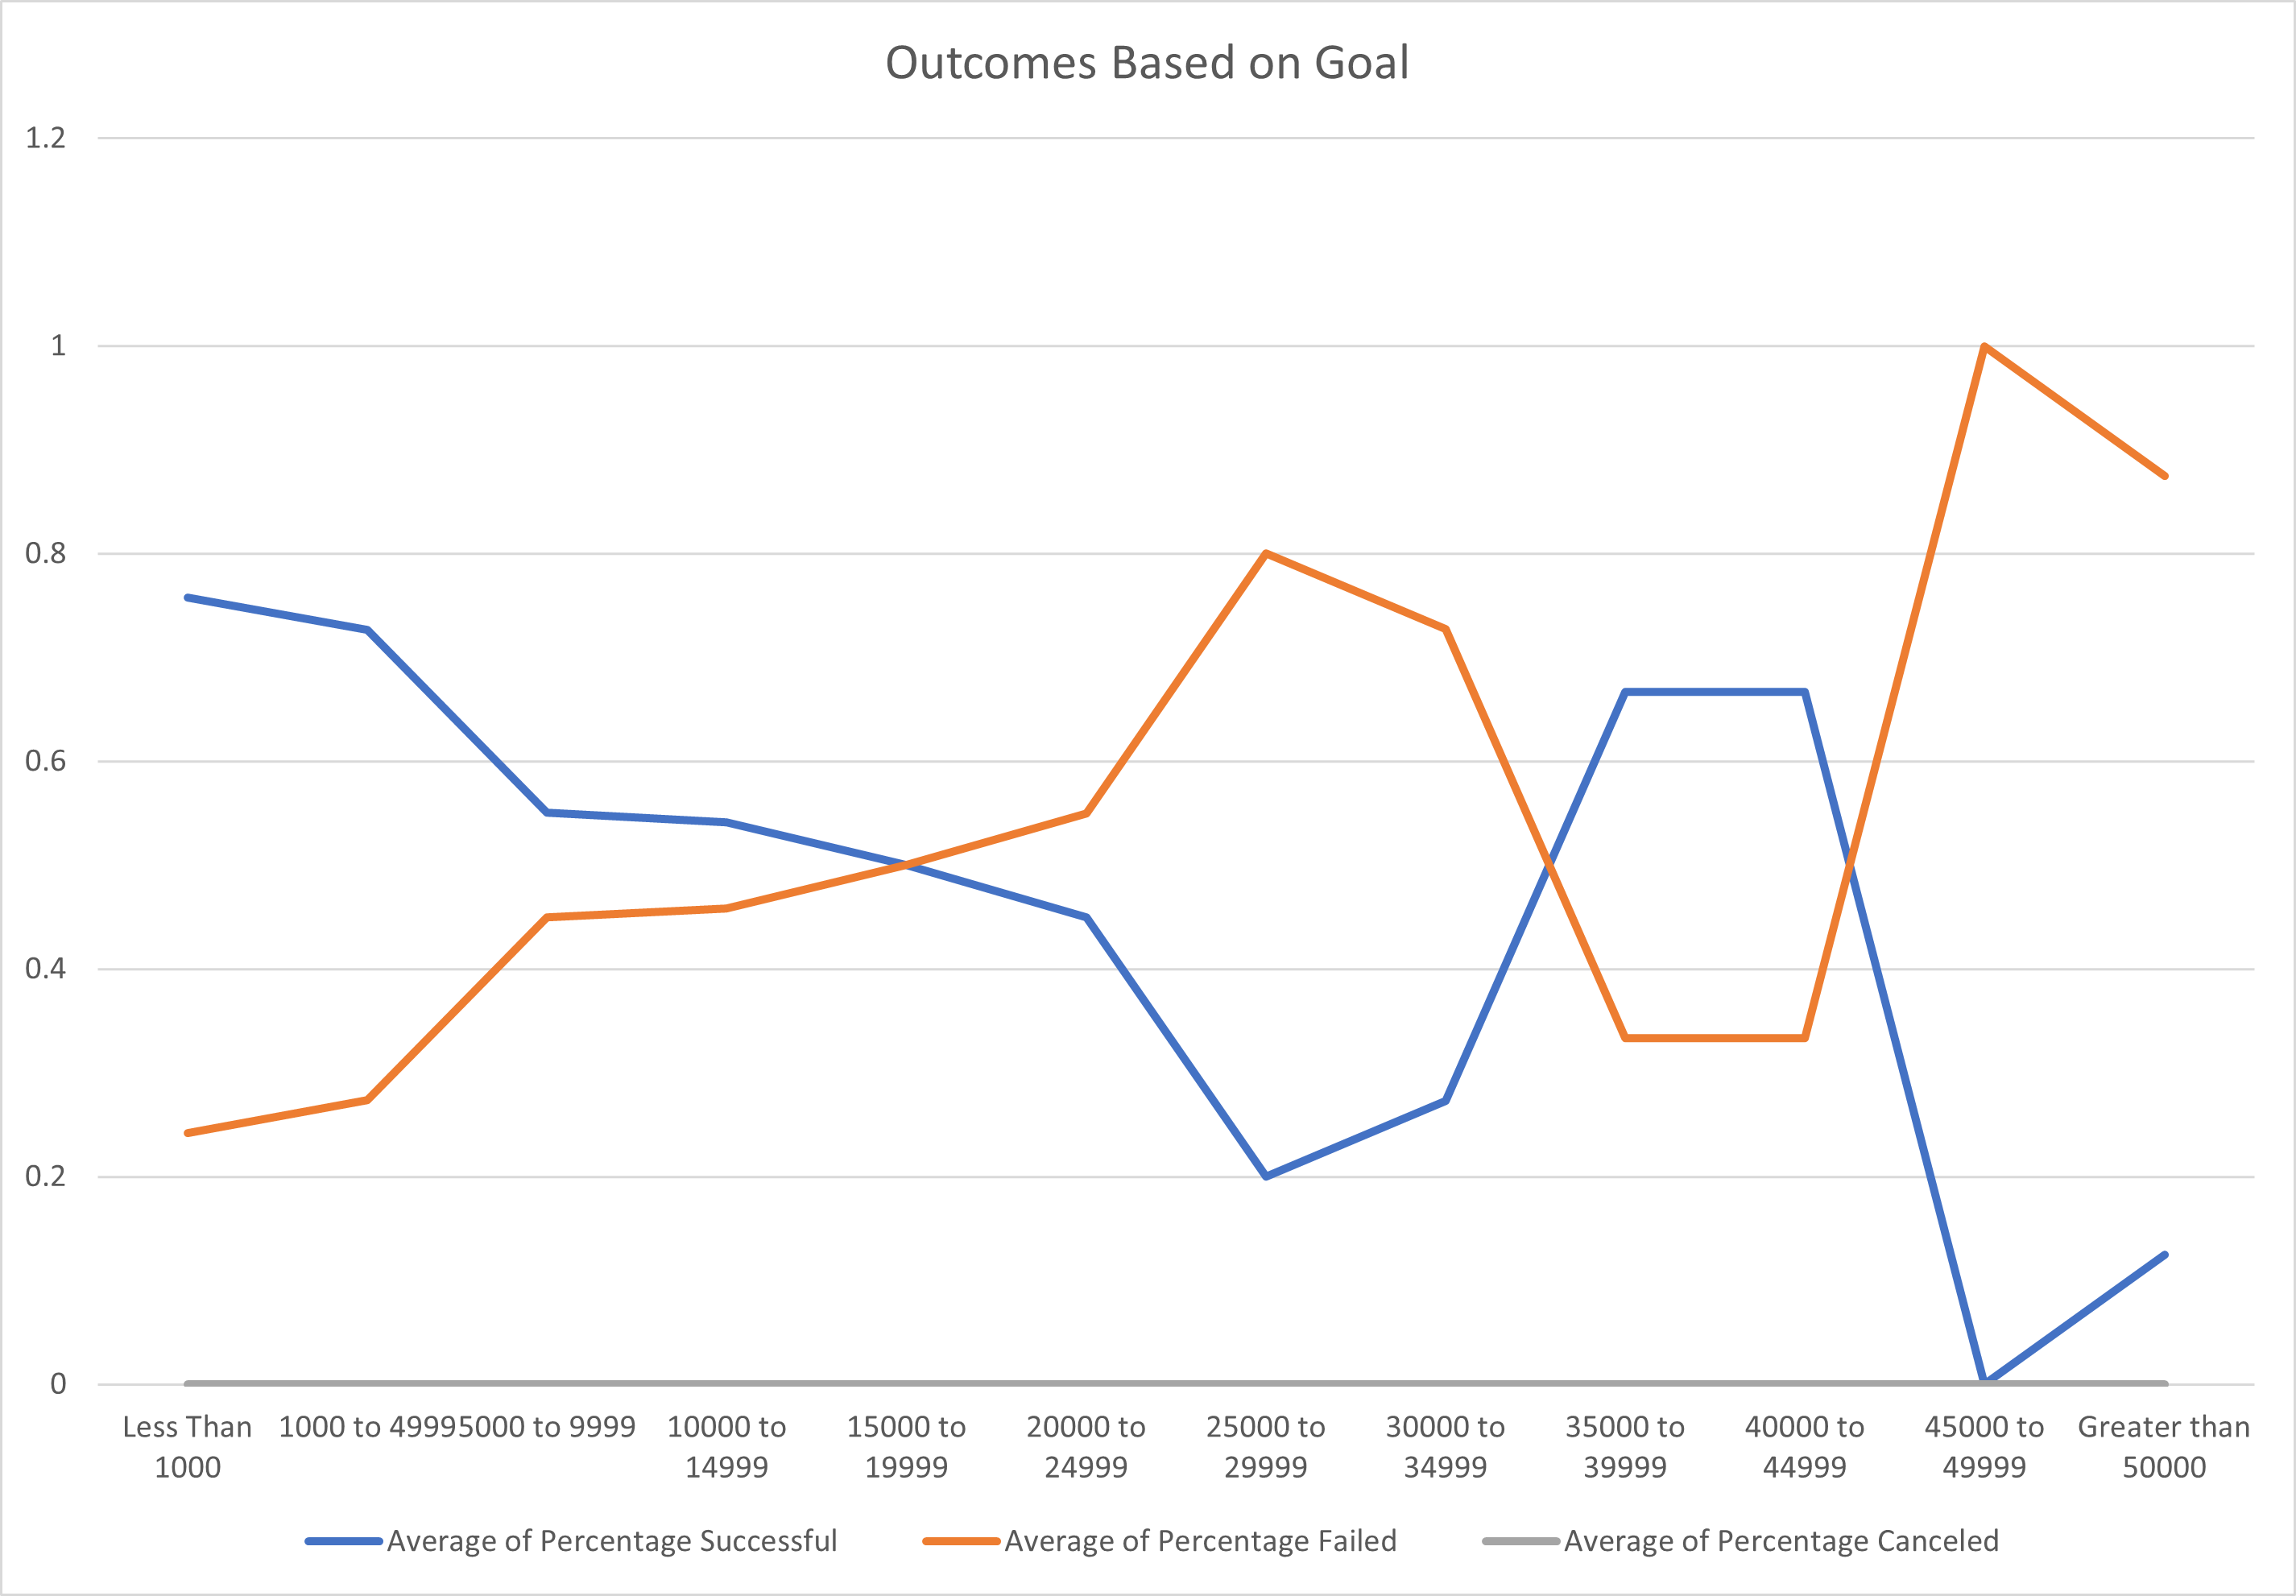 Outcomes Based on Goal
1.2
1
0.8
0.6
0.4
0.2
0
Less Than
1000
1000 to 4999
5000 to 9999
10000 to
14999
15000 to
19999
20000 to
24999
25000 to
29999
30000 to
34999
35000 to
39999
40000 to
44999
45000 to
49999
Greater than
50000
Average of Percentage Successful
Average of Percentage Failed
Average of Percentage Canceled